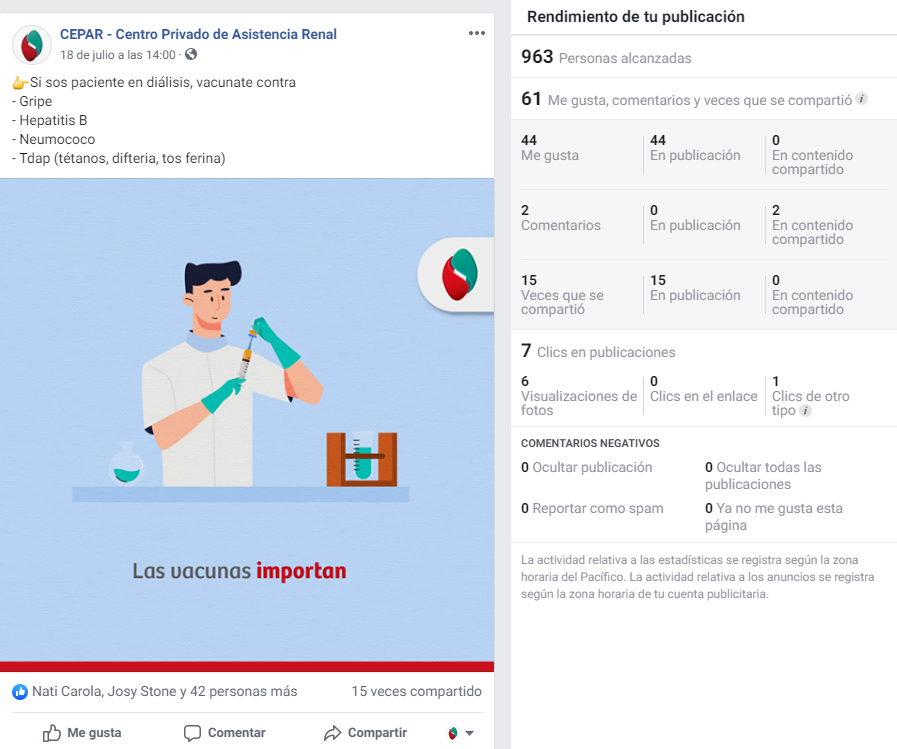 CEPAR - Centro Privado de Asistencia Renal
18 de julio a las 14:00 ·
👉Si sos paciente en diálisis, vacunate contra
- Gripe
- Hepatitis B
- Neumococo
- Tdap (tétanos, difteria, tos ferina)
Las vacunas importan
Nati Carola, Josy Stone y 42 personas más
15 veces compartido
Me gusta
Comentar
Compartir
Rendimiento de tu publicación
963 Personas alcanzadas
61 Me gusta, comentarios y veces que se compartió
44
Me gusta
44
En publicación
0
En contenido
compartido
2
Comentarios
0
En publicación
2
En contenido
compartido
15
Veces que se
compartió
15
En publicación
0
En contenido
compartido
7 Clics en publicaciones
6
Visualizaciones de
fotos
0
Clics en el enlace
1
Clics de otro
tipo
COMENTARIOS NEGATIVOS
0 Ocultar publicación
0 Ocultar todas las
publicaciones
0 Reportar como spam
0 Ya no me gusta esta
página
La actividad relativa a las estadísticas se registra según la zona
horaria del Pacífico. La actividad relativa a los anuncios se registra
según la zona horaria de tu cuenta publicitaria.